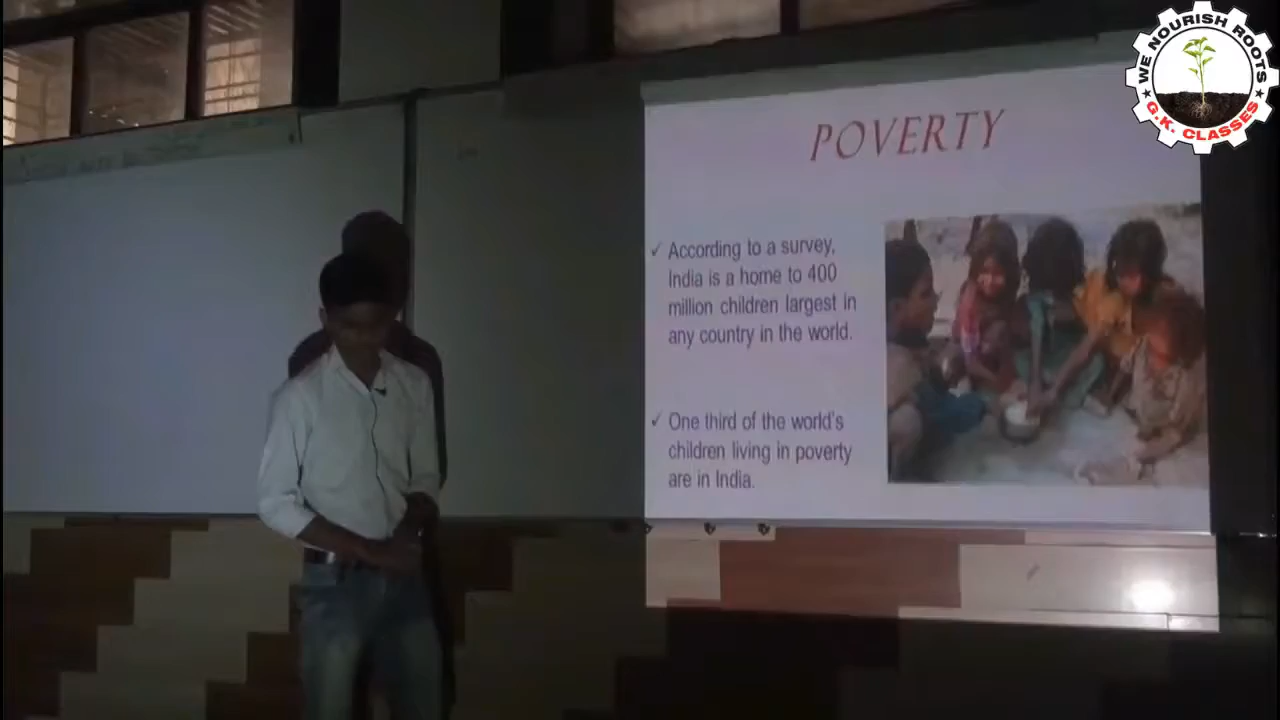 WE NOURISH ROOTS
G.K. CLASSES
POVERTY
✓ According to a survey,
India is a home to 400
million children largest in
any country in the world.
✓ One third of the world's
children living in poverty
are in India.